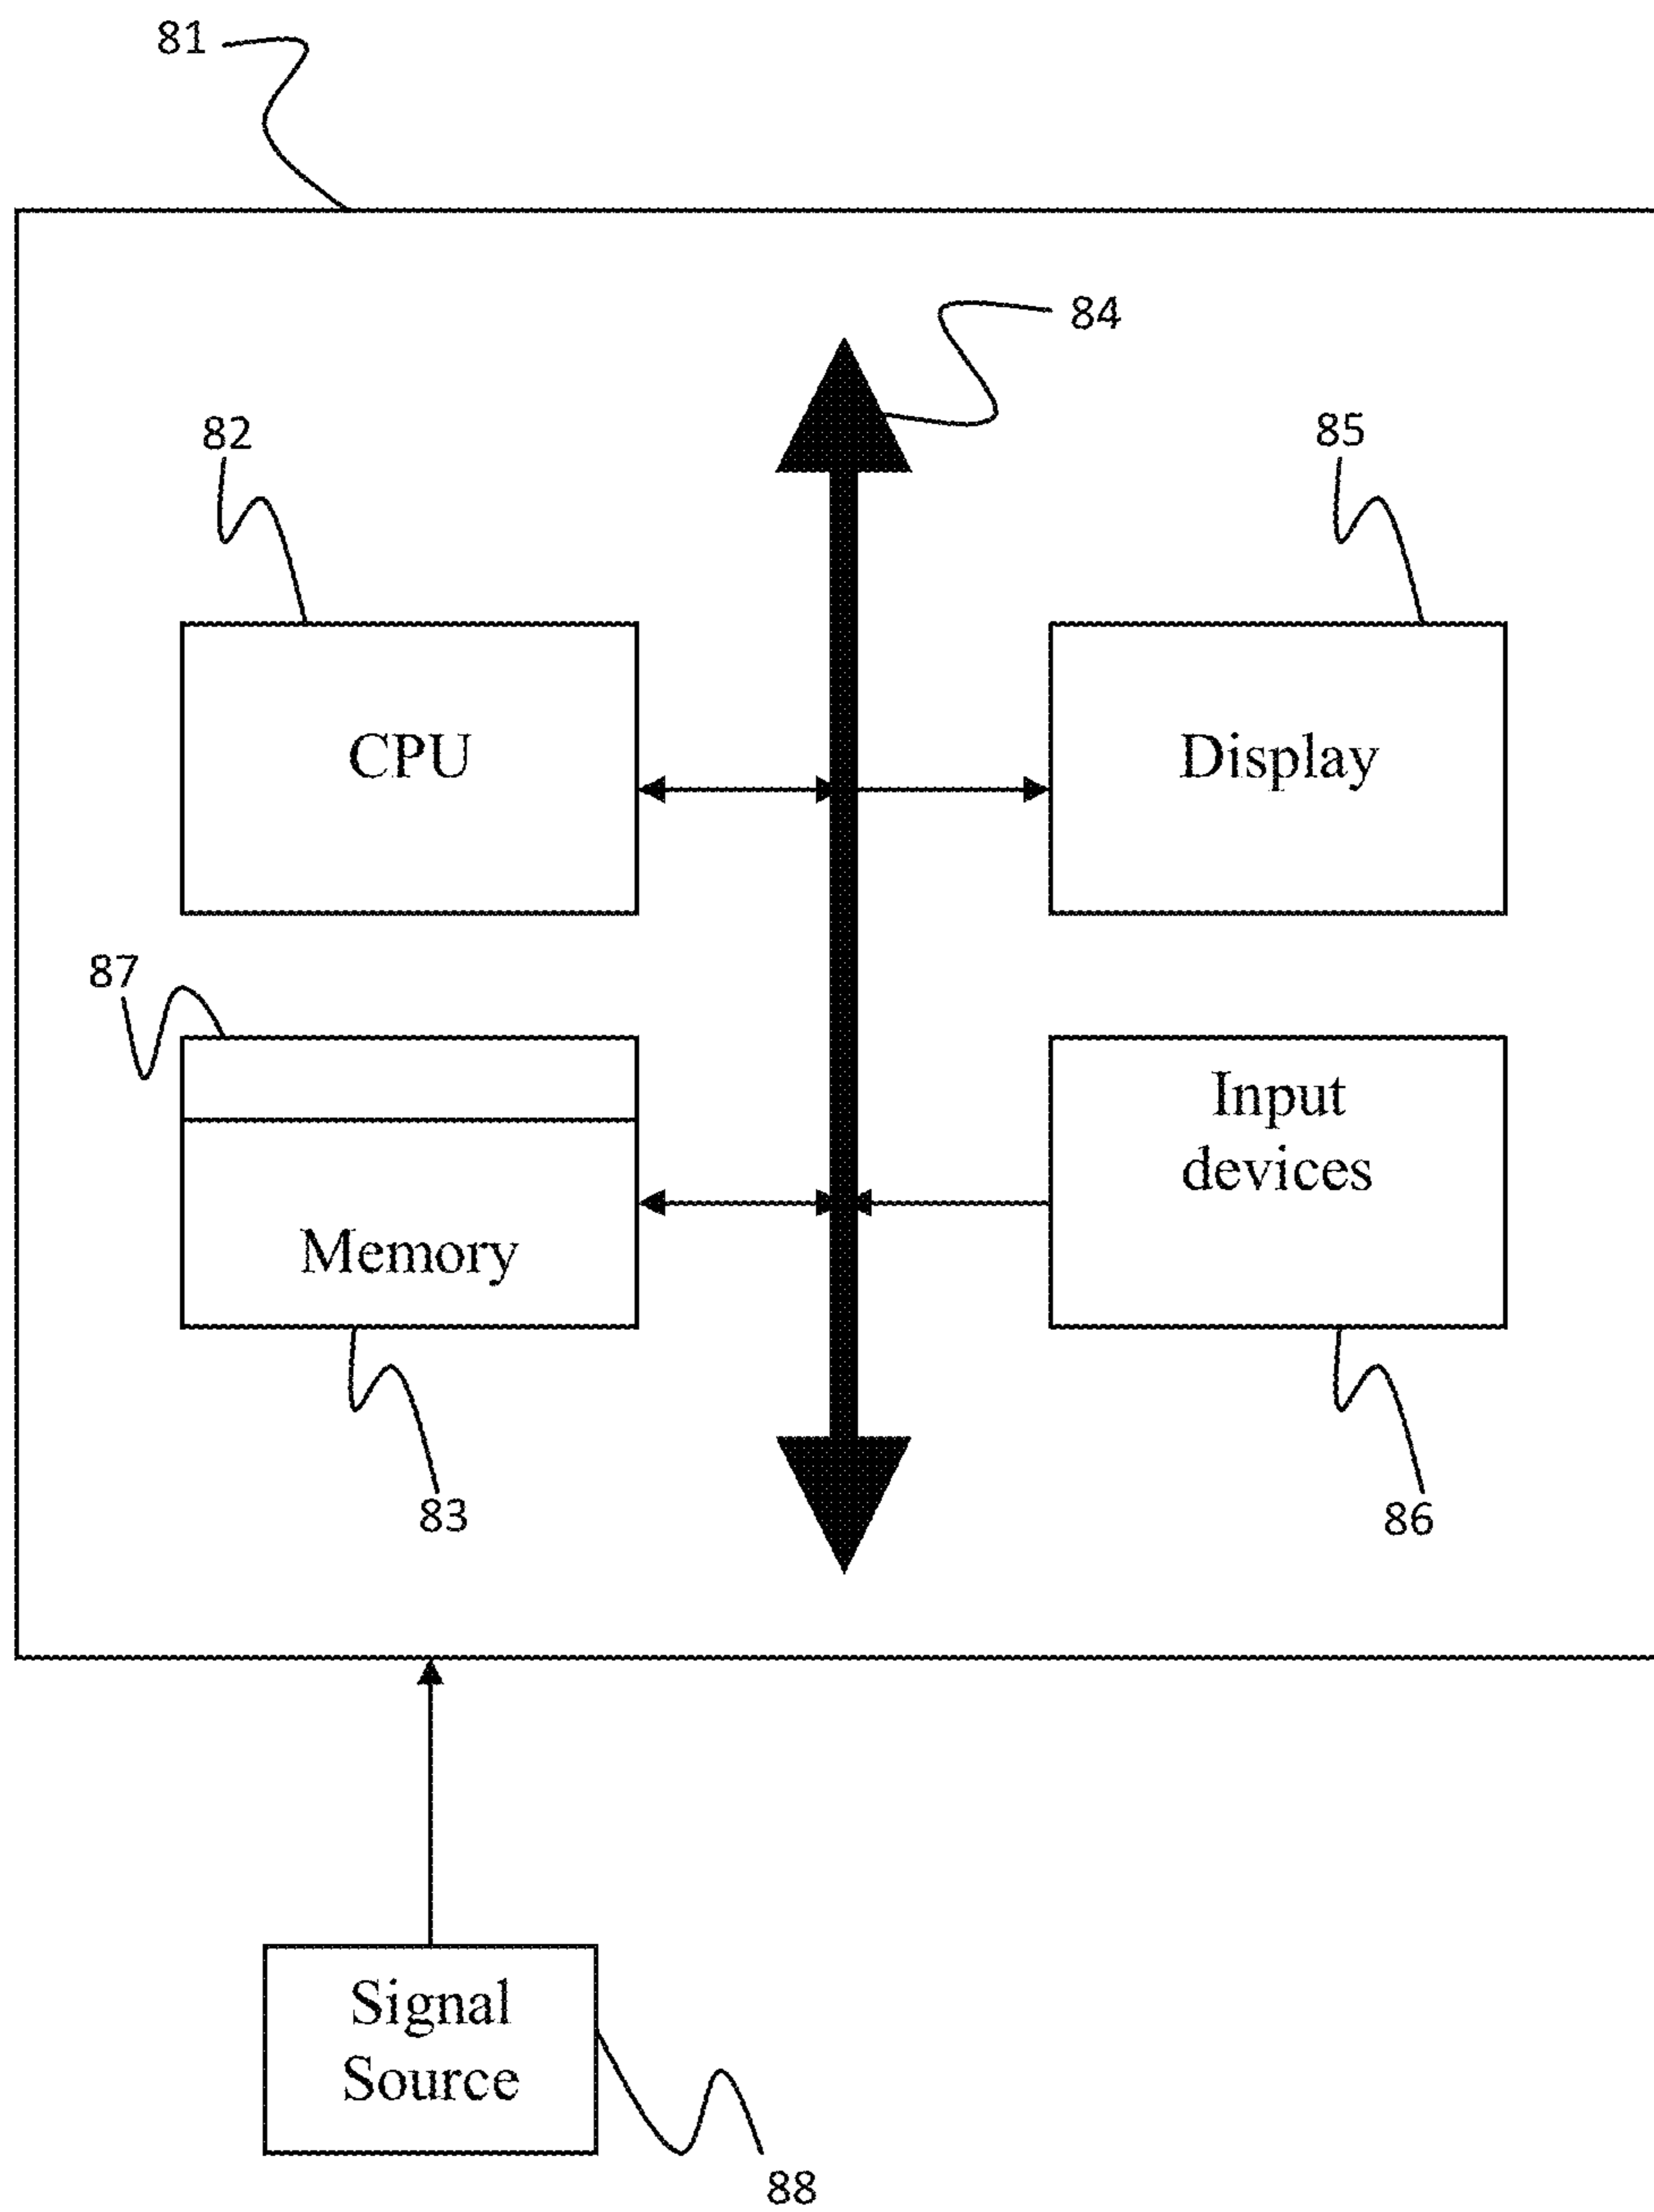 81
84
82
85
CPU
Display
87
Input
devices
Memory
83
86
Signal
Source
88